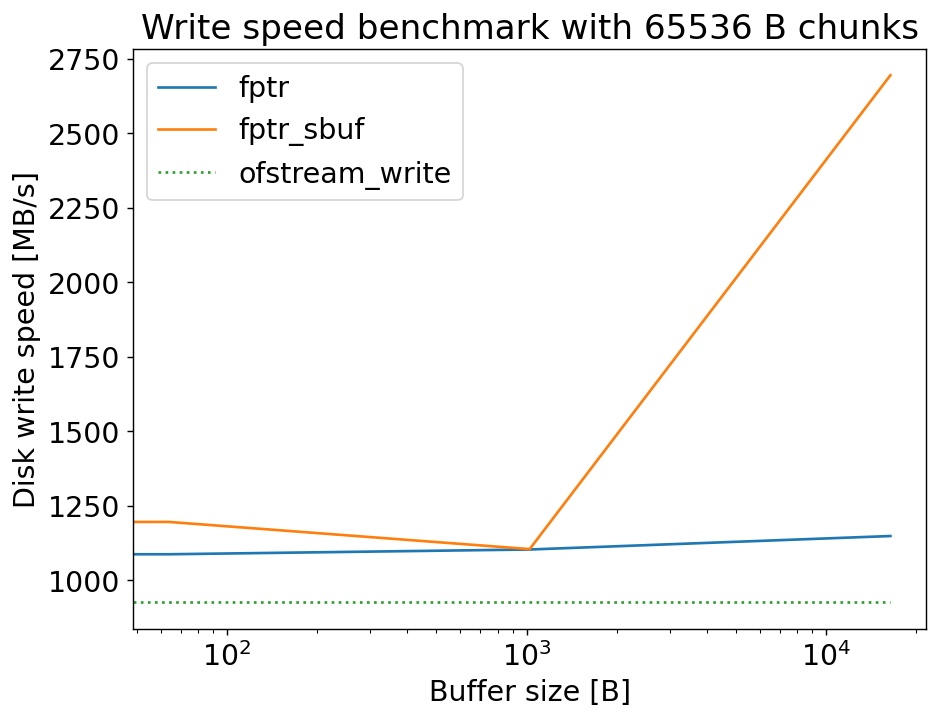 Write speed benchmark with 65536 B chunks
2750
2500
2250
2000
1750
1500
1250
1000
Disk write speed [MB/s]
fptr
fptr_sbuf
ofstream_write
10²
10³
10⁴
Buffer size [B]